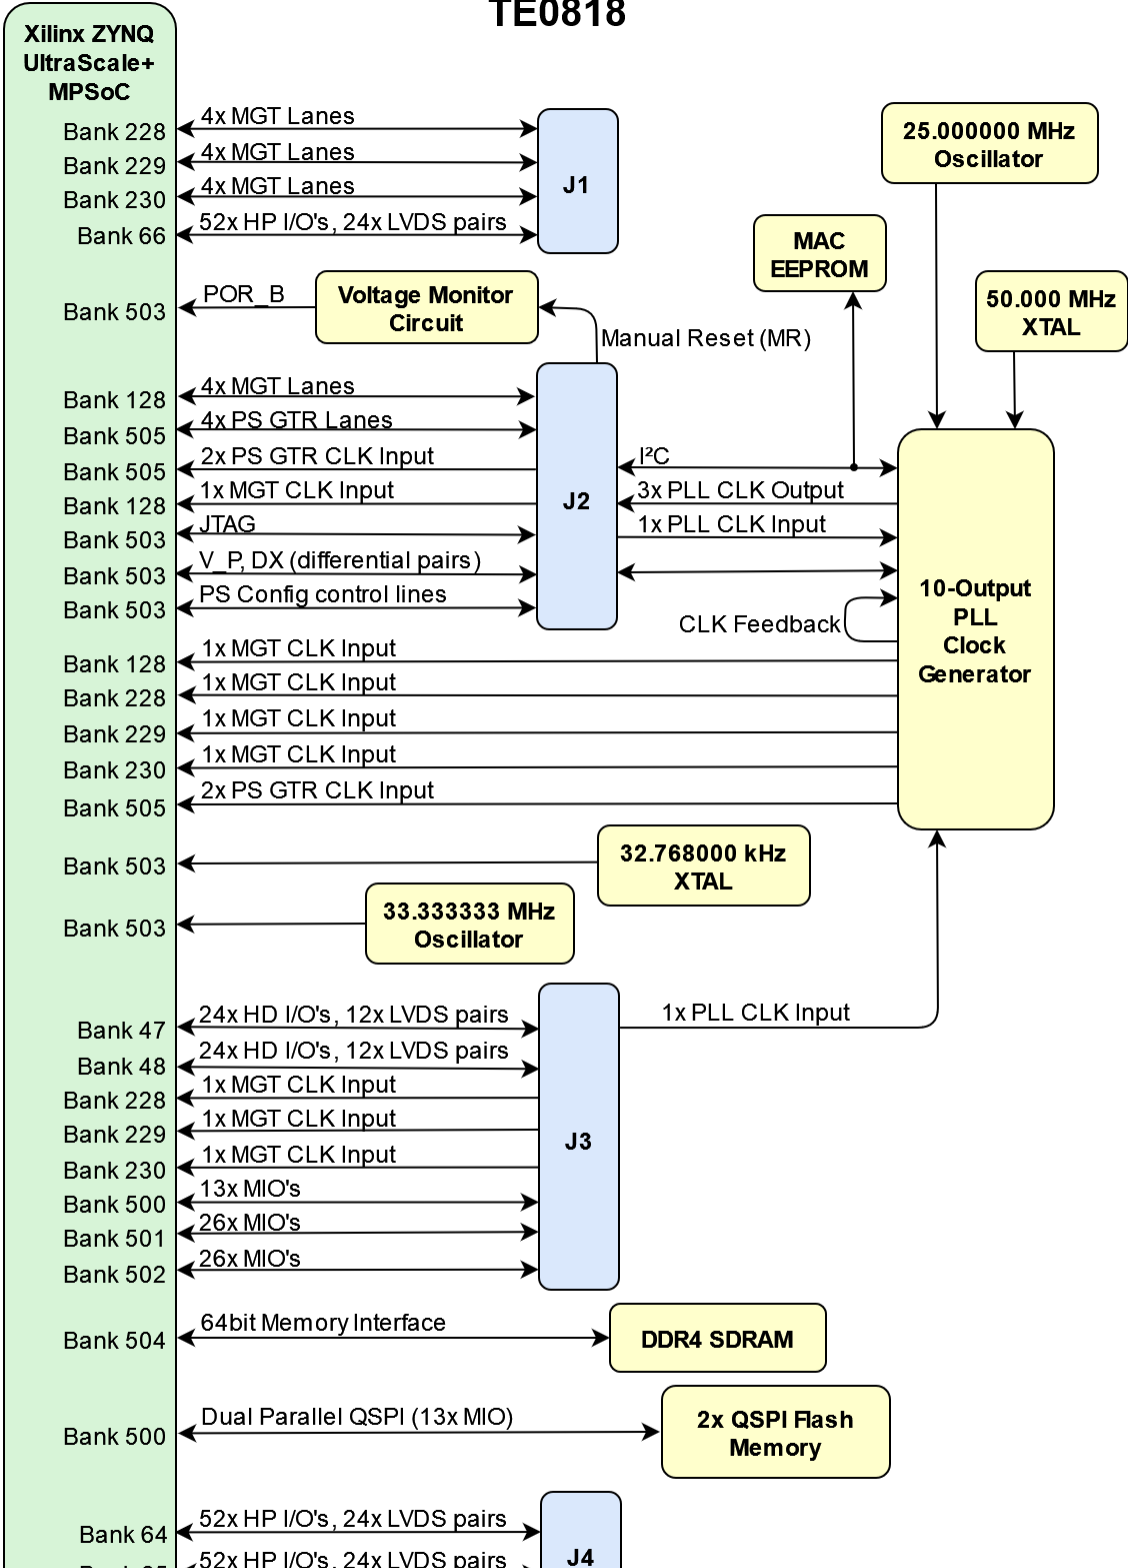 TE0818
Xilinx ZYNQ
UltraScale+
MPSoC
Bank 228
4x MGT Lanes
Bank 229
4x MGT Lanes
Bank 230
4x MGT Lanes
Bank 66
52x HP I/O's, 24x LVDS pairs
J1
25.000000 MHz
Oscillator
MAC
EEPROM
50.000 MHz
XTAL
Bank 503
POR_B
Voltage Monitor
Circuit
Manual Reset (MR)
Bank 128
4x MGT Lanes
Bank 505
4x PS GTR Lanes
Bank 505
2x PS GTR CLK Input
Bank 128
1x MGT CLK Input
Bank 503
JTAG
Bank 503
V_P, DX (differential pairs)
Bank 503
PS Config control lines
J2
I²C
3x PLL CLK Output
1x PLL CLK Input
CLK Feedback
10-Output
PLL
Clock
Generator
Bank 128
1x MGT CLK Input
Bank 228
1x MGT CLK Input
Bank 229
1x MGT CLK Input
Bank 230
1x MGT CLK Input
Bank 505
2x PS GTR CLK Input
Bank 503
32.768000 kHz
XTAL
Bank 503
33.333333 MHz
Oscillator
Bank 47
24x HD I/O's, 12x LVDS pairs
Bank 48
24x HD I/O's, 12x LVDS pairs
Bank 228
1x MGT CLK Input
Bank 229
1x MGT CLK Input
Bank 230
1x MGT CLK Input
Bank 500
13x MIO's
Bank 501
26x MIO's
Bank 502
26x MIO's
J3
1x PLL CLK Input
Bank 504
64bit Memory Interface
DDR4 SDRAM
Bank 500
Dual Parallel QSPI (13x MIO)
2x QSPI Flash
Memory
Bank 64
52x HP I/O's, 24x LVDS pairs
52x HP I/O's, 24x LVDS pairs
J4